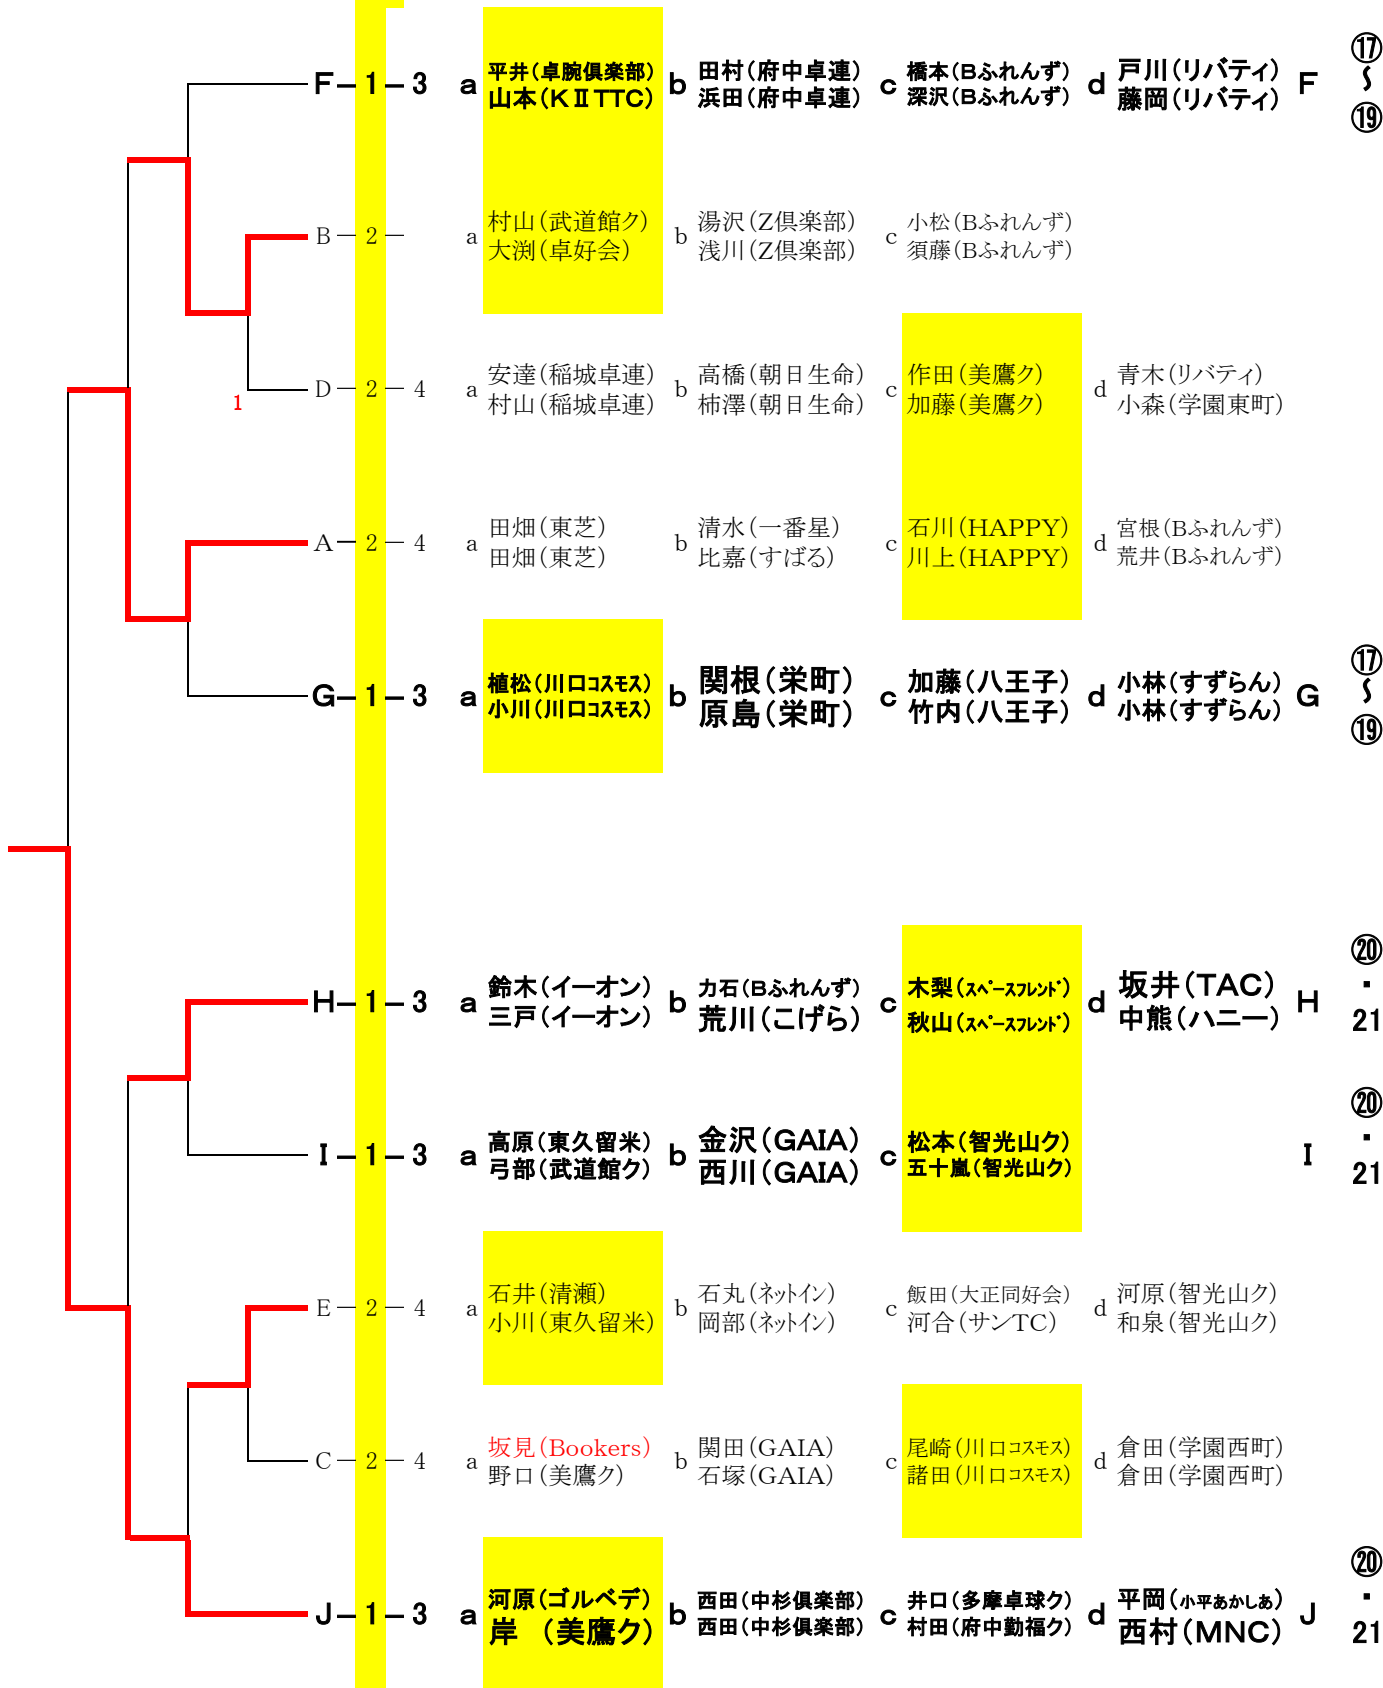 F－1－3 a 平井（卓腕倶楽部） b 田村（府中卓連） c 橋本（Bふれんず） d 戸川（リバティ） F ⑰～⑲
山本（KⅡTTC） 浜田（府中卓連） 深沢（Bふれんず） 藤岡（リバティ）
B－2－ a 村山（武道館ク） b 湯沢（Z倶楽部） c 小松（Bふれんず）
大渕（卓好会） 浅川（Z倶楽部） 須藤（Bふれんず）
D－2－4 a 安達（稲城卓連） b 高橋（朝日生命） c 作田（美鷹ク） d 青木（リバティ）
村山（稲城卓連） 柿澤（朝日生命） 加藤（美鷹ク） 小森（学園東町）
1
A－2－4 a 田畑（東芝） b 清水（一番星） c 石川（HAPPY） d 宮根（Bふれんず）
田畑（東芝） 比嘉（すばる） 川上（HAPPY） 荒井（Bふれんず）
G－1－3 a 植松（川口コスモス） b 関根（栄町） c 加藤（八王子） d 小林（すずらん） G ⑰～⑲
小川（川口コスモス） 原島（栄町） 竹内（八王子） 小林（すずらん）
H－1－3 a 鈴木（イーオン） b 力石（Bふれんず） c 木梨（スペースフレンド） d 坂井（TAC） H ⑳・21
三戸（イーオン） 荒川（こげら） 秋山（スペースフレンド） 中熊（ハニー）
I－1－3 a 高原（東久留米） b 金沢（GAIA） c 松本（智光山ク） I ⑳・21
弓部（武道館ク） 西川（GAIA） 五十嵐（智光山ク）
E－2－4 a 石井（清瀬） b 石丸（ネットイン） c 飯田（大正同好会） d 河原（智光山ク）
小川（東久留米） 岡部（ネットイン） 河合（サンTC） 和泉（智光山ク）
C－2－4 a 坂見（Bookers） b 関田（GAIA） c 尾崎（川口コスモス） d 倉田（学園西町）
野口（美鷹ク） 石塚（GAIA） 諸田（川口コスモス） 倉田（学園西町）
J－1－3 a 河原（ゴルベデ） b 西田（中杉倶楽部） c 井口（多摩卓球ク） d 平岡（小平あかしあ） J ⑳・21
岸 （美鷹ク） 西田（中杉倶楽部） 村田（府中勤福ク） 西村（MNC）